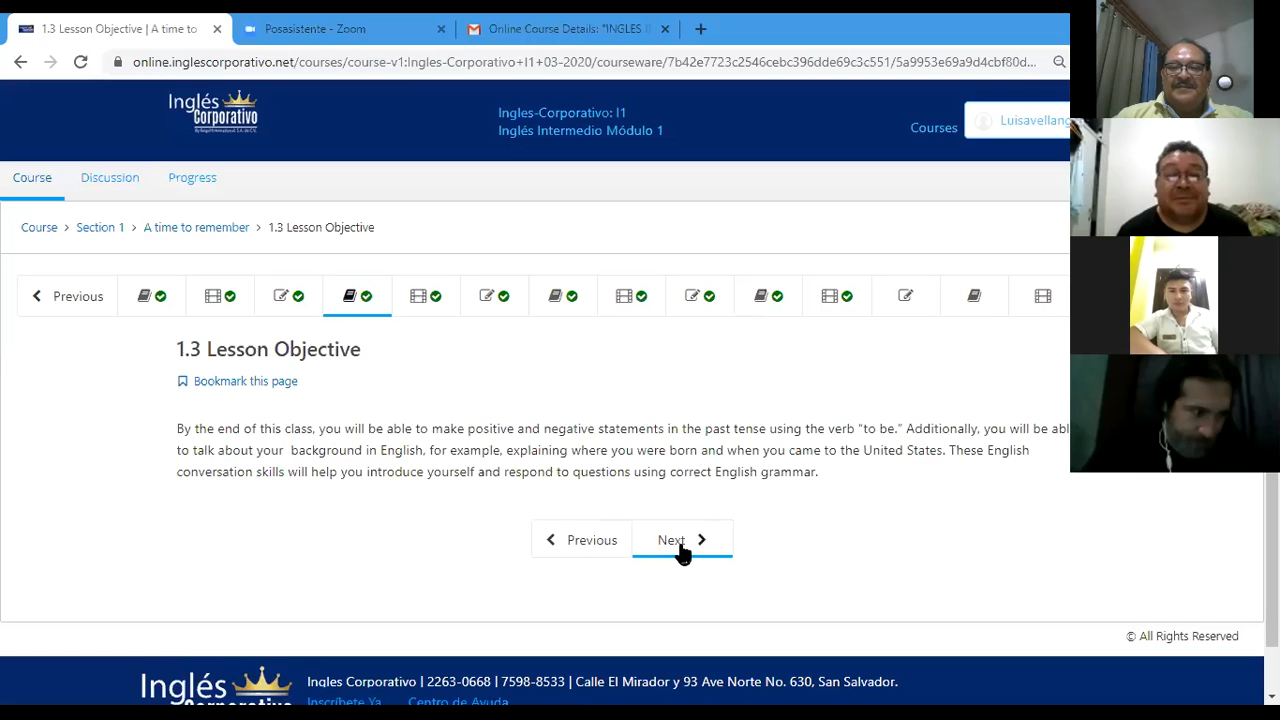 1.3 Lesson Objective | A time to
Posasistente - Zoom
Online Course Details: "INGLES I
online.inglescorporativo.net/courses/course-v1:Ingles-Corporativo+I1+03-2020/courseware/7b42e7723c2546cebc396dde69c3c551/5a9953e69a9d4cbf80d...
Inglés
Corporativo
Ingles-Corporativo: I1
Inglés Intermedio Módulo 1
Courses
Luisavellan
Course
Discussion
Progress
Course > Section 1 > A time to remember > 1.3 Lesson Objective
Previous
1.3 Lesson Objective
Bookmark this page
By the end of this class, you will be able to make positive and negative statements in the past tense using the verb “to be.” Additionally, you will be abl
to talk about your background in English, for example, explaining where you were born and when you came to the United States. These English
conversation skills will help you introduce yourself and respond to questions using correct English grammar.
Previous
Next
© All Rights Reserved
Inglés
Ingles Corporativo | 2263-0668 | 7598-8533 | Calle El Mirador y 93 Ave Norte No. 630, San Salvador.
Inscríbete Ya
Centro de Ayuda